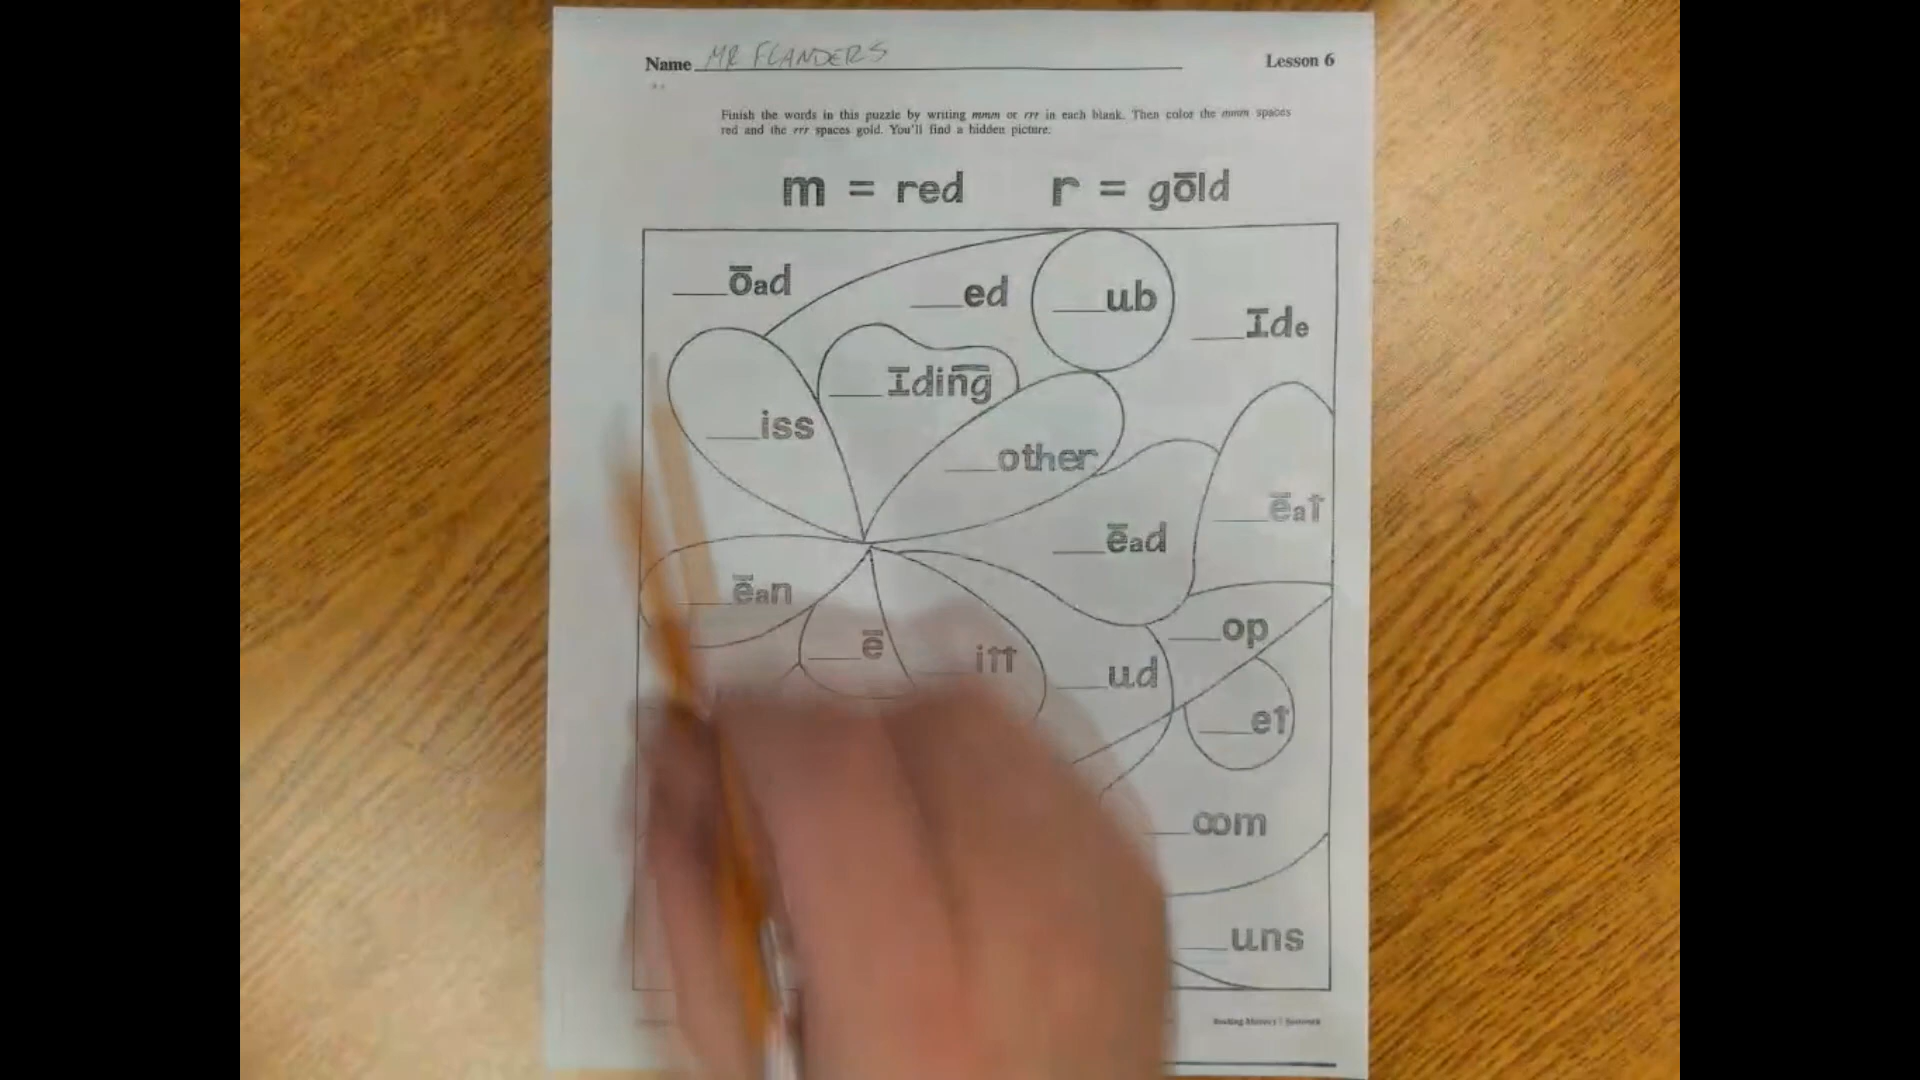 Name MR FLANDERS Lesson 6
Finish the words in this puzzle by writing mmm or rrr in each blank. Then color the mmm spaces
red and the rrr spaces gold. You'll find a hidden picture.
m = red r = gōld
___ōad
___ed
___ub
___īde
___īding
___iss
___other
___ēat
___ēad
___ēan
___op
___ē
___itt
___ud
___et
___oom
___uns